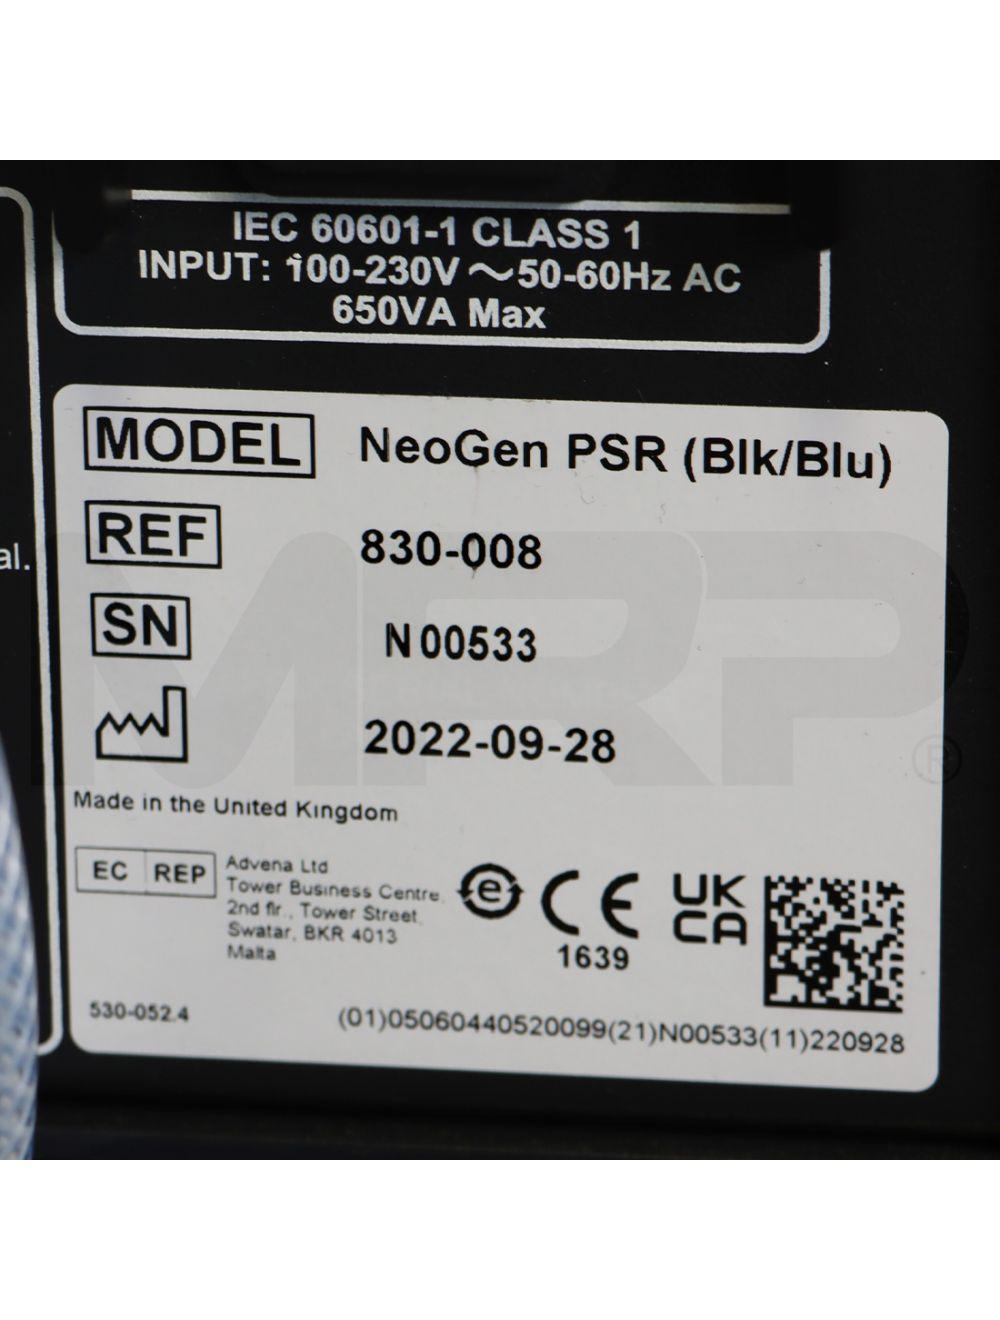 IEC 60601-1 CLASS 1
INPUT: 100-230V ~ 50-60Hz AC
650VA Max
al.
MODEL NeoGen PSR (Blk/Blu)
REF 830-008
SN N00533
2022-09-28
Made in the United Kingdom
EC REP
Advena Ltd
Tower Business Centre,
2nd flr., Tower Street,
Swatar, BKR 4013
Malta
e
CE
1639
UK
CA
530-052.4
(01)05060440520099(21)N00533(11)220928
MRP®